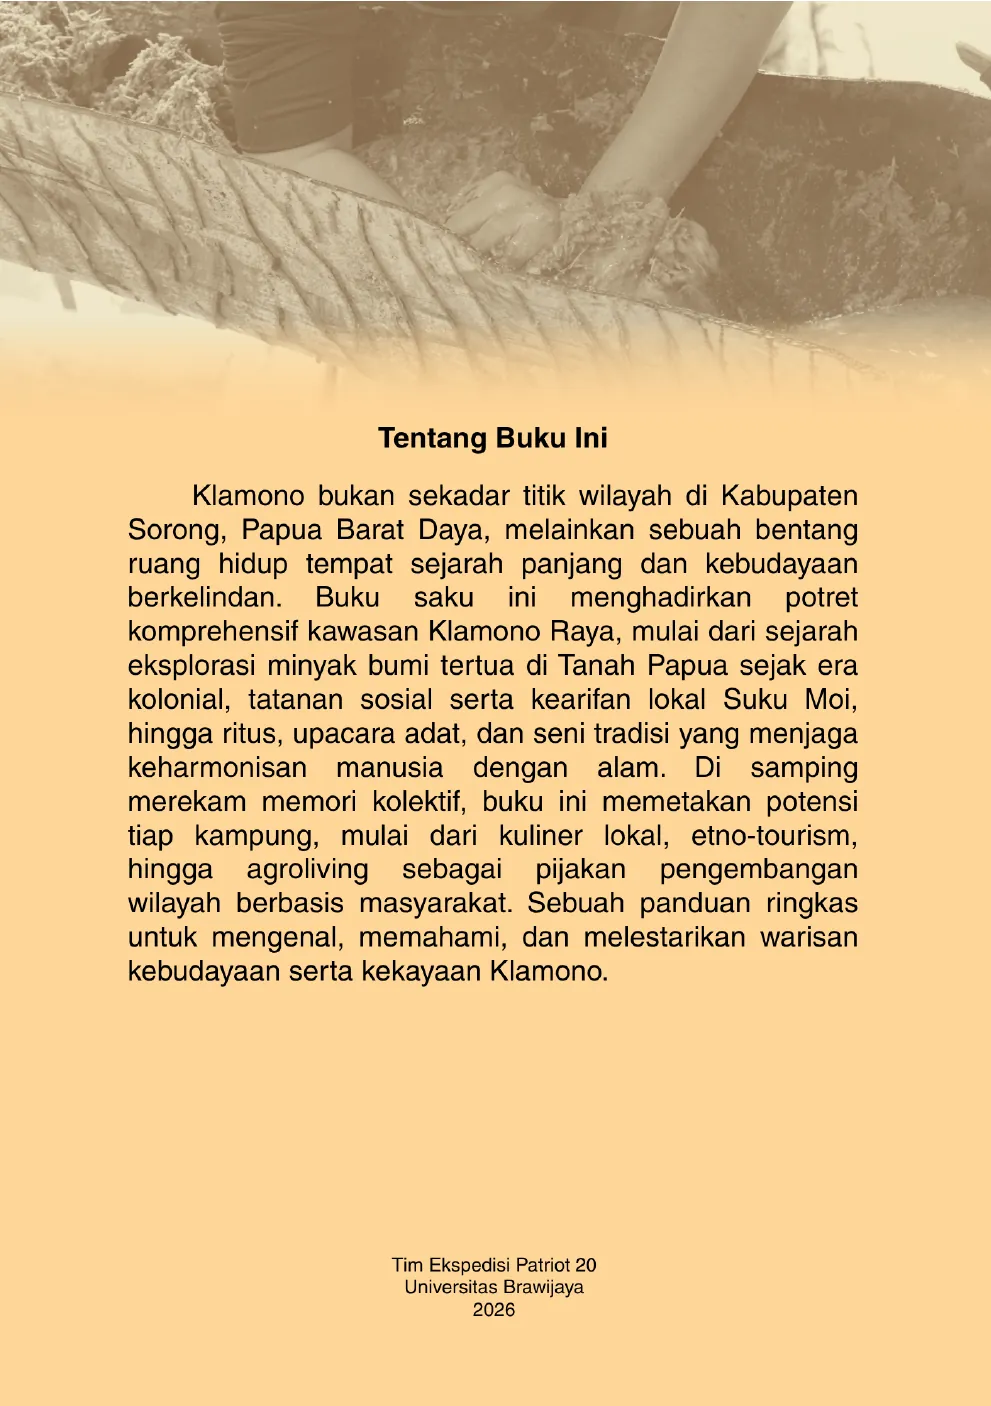 Tentang Buku Ini
Klamono bukan sekadar titik wilayah di Kabupaten
Sorong, Papua Barat Daya, melainkan sebuah bentang
ruang hidup tempat sejarah panjang dan kebudayaan
berkelindan. Buku saku ini menghadirkan potret
komprehensif kawasan Klamono Raya, mulai dari sejarah
eksplorasi minyak bumi tertua di Tanah Papua sejak era
kolonial, tatanan sosial serta kearifan lokal Suku Moi,
hingga ritus, upacara adat, dan seni tradisi yang menjaga
keharmonisan manusia dengan alam. Di samping
merekam memori kolektif, buku ini memetakan potensi
tiap kampung, mulai dari kuliner lokal, etno-tourism,
hingga agroliving sebagai pijakan pengembangan
wilayah berbasis masyarakat. Sebuah panduan ringkas
untuk mengenal, memahami, dan melestarikan warisan
kebudayaan serta kekayaan Klamono.
Tim Ekspedisi Patriot 20
Universitas Brawijaya
2026